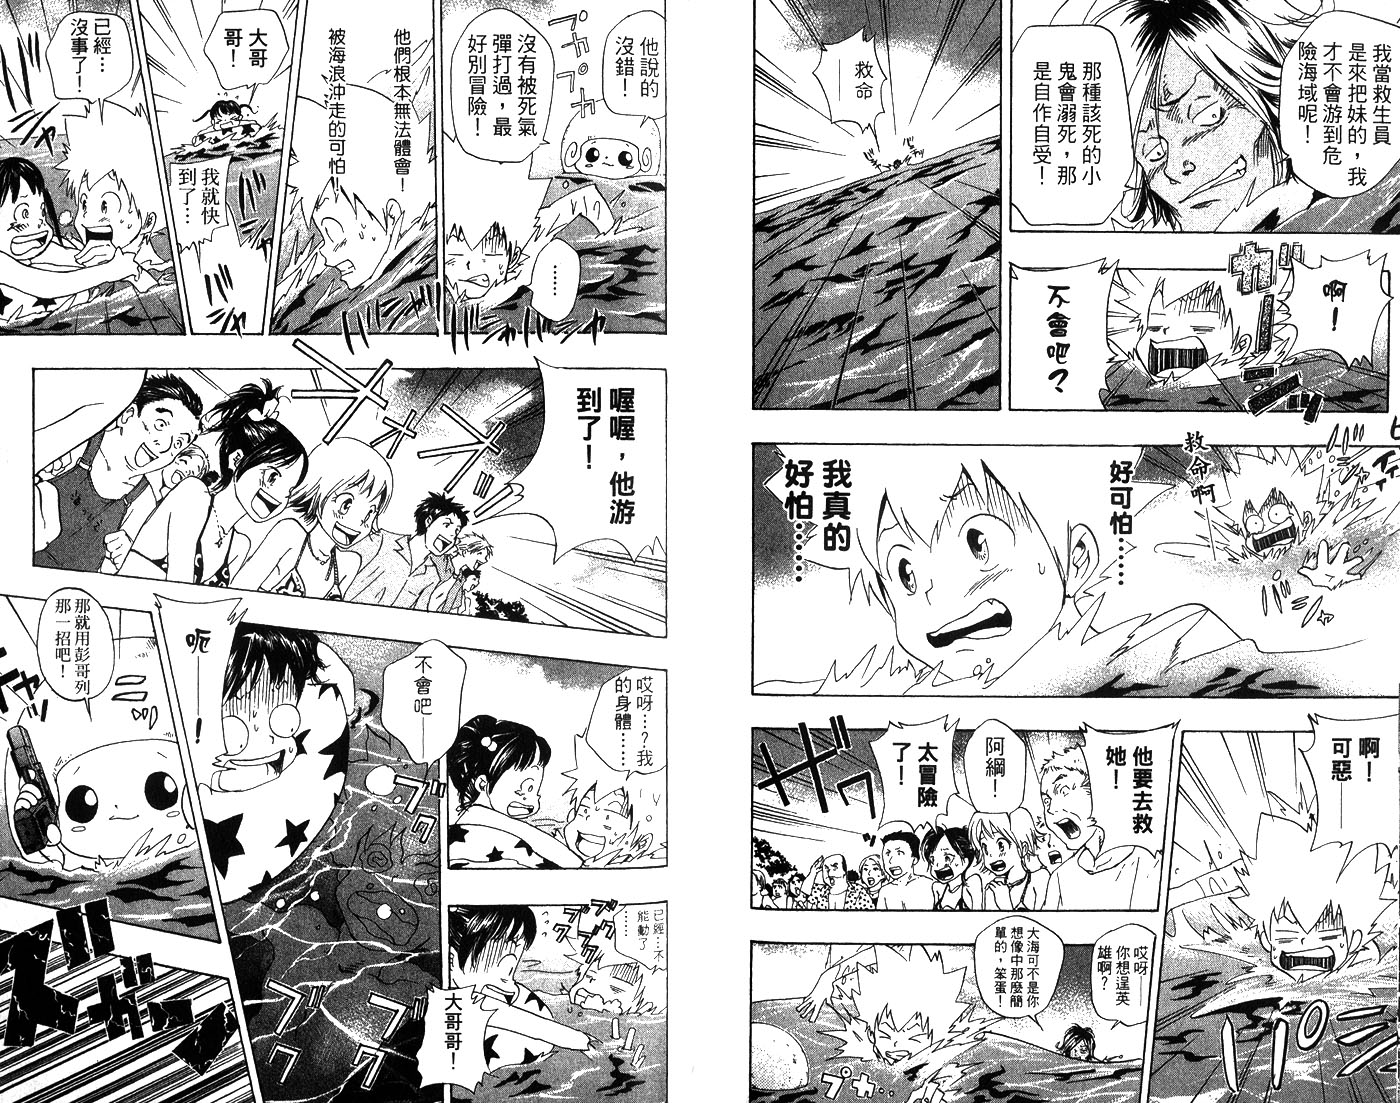 我當救生員
是來把妹的，我
才不會游到危
險海域呢！
那種該死的小
鬼會溺死，那
是自作自受！
救命
啊！
不會吧？
救命啊
好可怕……
我真的
好怕……
啊！
可惡─
他要去救
她！
阿綱！
太冒險
了！
哎呀─
你想逞英
雄啊？
大海可不是你
想像中那麼簡
單的，笨蛋！
プカ
他說的
沒錯！
プカプカ
沒有被死氣
彈打過，最
好別冒險！
……
他們根本無法體會！
被海浪沖走的可怕！
大哥
哥！
我就快
到了…
已經…
沒事了！
喔喔，他游
到了！
哎呀…？我
的身體……
已經…不
……能動了
大哥哥！
不會吧─
呃─！
那就用彭哥列
那一招吧！